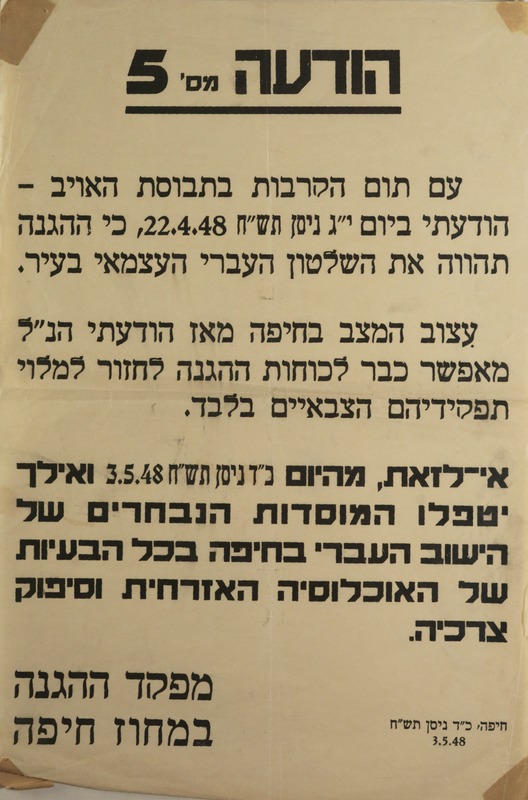 הודעה מס' 5
עם תום הקרבות בתבוסת האויב –
הודעתי ביום י״ג ניסן תש״ח 22.4.48, כי ההגנה
תהווה את השלטון העברי העצמאי בעיר.
עצוב המצב בחיפה מאז הודעתי הנ״ל
מאפשר כבר לכוחות ההגנה לחזור למלוי
תפקידיהם הצבאיים בלבד.
אי־לזאת, מהיום כ״ד ניסן תש״ח 3.5.48 ואילך
יטפלו המוסדות הנבחרים של
הישוב העברי בחיפה בכל הבעיות
של האוכלוסיה האזרחית וסיפוק
צרכיה.
מפקד ההגנה
במחוז חיפה
חיפה, כ״ד ניסן תש״ח
3.5.48